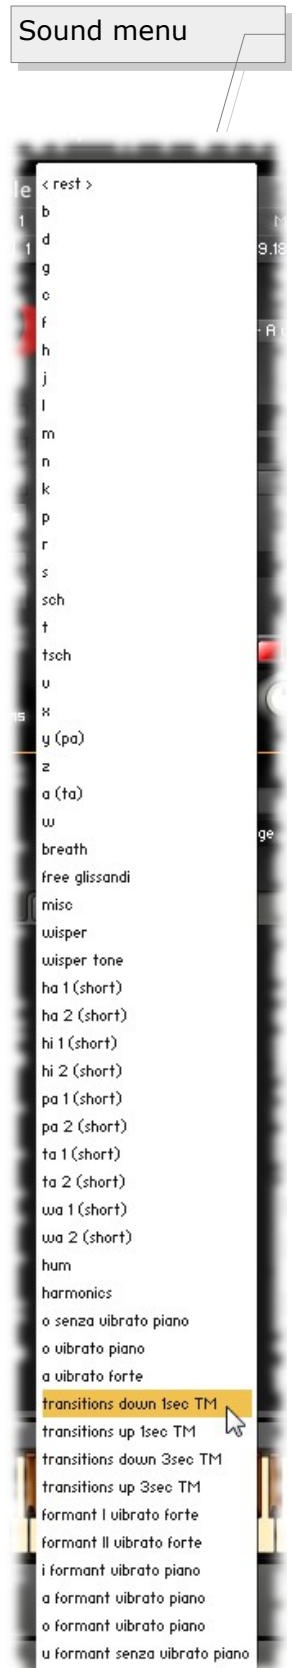 Sound menu
< rest >
b
d
g
c
f
h
j
l
m
n
k
p
r
s
sch
t
tsch
v
x
y (pa)
z
a (ta)
w
breath
free glissandi
misc
wisper
wisper tone
ha 1 (short)
ha 2 (short)
hi 1 (short)
hi 2 (short)
pa 1 (short)
pa 2 (short)
ta 1 (short)
ta 2 (short)
wa 1 (short)
wa 2 (short)
hum
harmonics
o senza vibrato piano
o vibrato piano
a vibrato forte
transitions down 1sec TM
transitions up 1sec TM
transitions down 3sec TM
transitions up 3sec TM
formant I vibrato forte
formant II vibrato forte
i formant vibrato piano
a formant vibrato piano
o formant vibrato piano
u formant senza vibrato piano